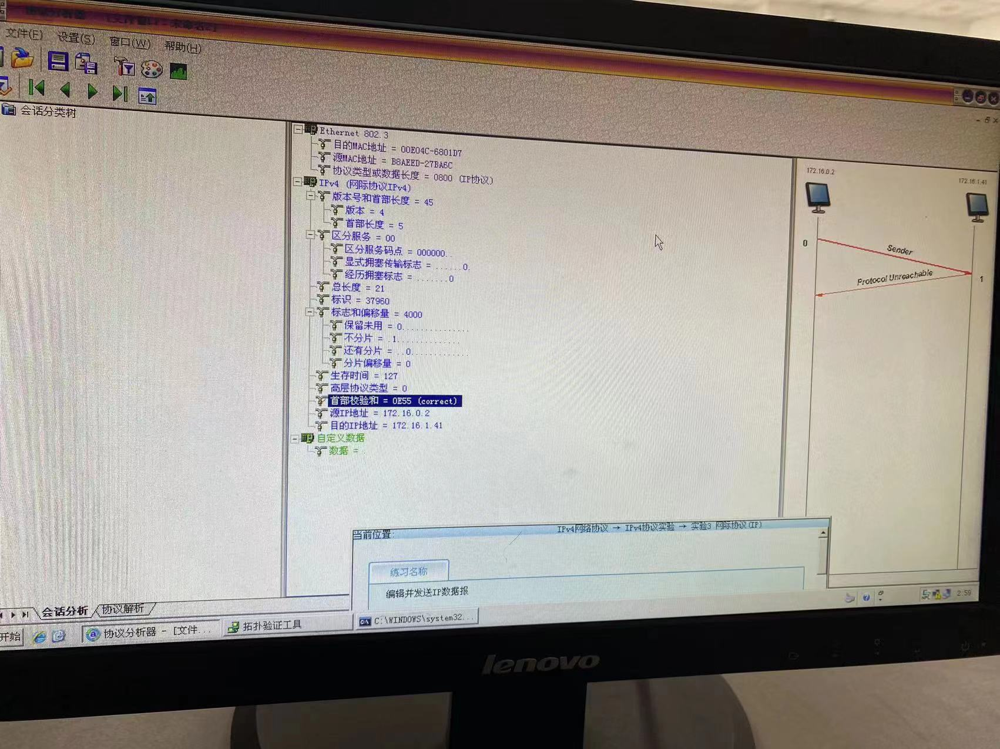 文件(F) 设置(S) 窗口(W) 帮助(H)
会话分类树
Ethernet 802.3
目的MAC地址 = 00E04C-6801D7
源MAC地址 = B8AEED-27BA6C
协议类型或数据长度 = 0800 (IP协议)
IPv4 (网际协议IPv4)
版本号和首部长度 = 45
版本 = 4
首部长度 = 5
区分服务 = 00
区分服务码点 = 000000..
显式拥塞传输标志 = ......0.
经历拥塞标志 = .......0
总长度 = 21
标识 = 37960
标志和偏移量 = 4000
保留未用 = 0...............
不分片 = .1..............
还有分片 = ..0.............
分片偏移量 = 0
生存时间 = 127
高层协议类型 = 0
首部校验和 = 0E55 (correct)
源IP地址 = 172.16.0.2
目的IP地址 = 172.16.1.41
自定义数据
数据 = .
172.16.0.2
172.16.1.41
0
Sender
Protocol Unreachable
1
当前位置:
IPv4网络协议 → IPv4协议实验 → 实验3 网际协议(IP)
练习名称
编辑并发送IP数据报
会话分析 协议解析
开始
协议分析器 - [文件...
拓扑验证工具
C:\WINDOWS\system32...
2:59
lenovo